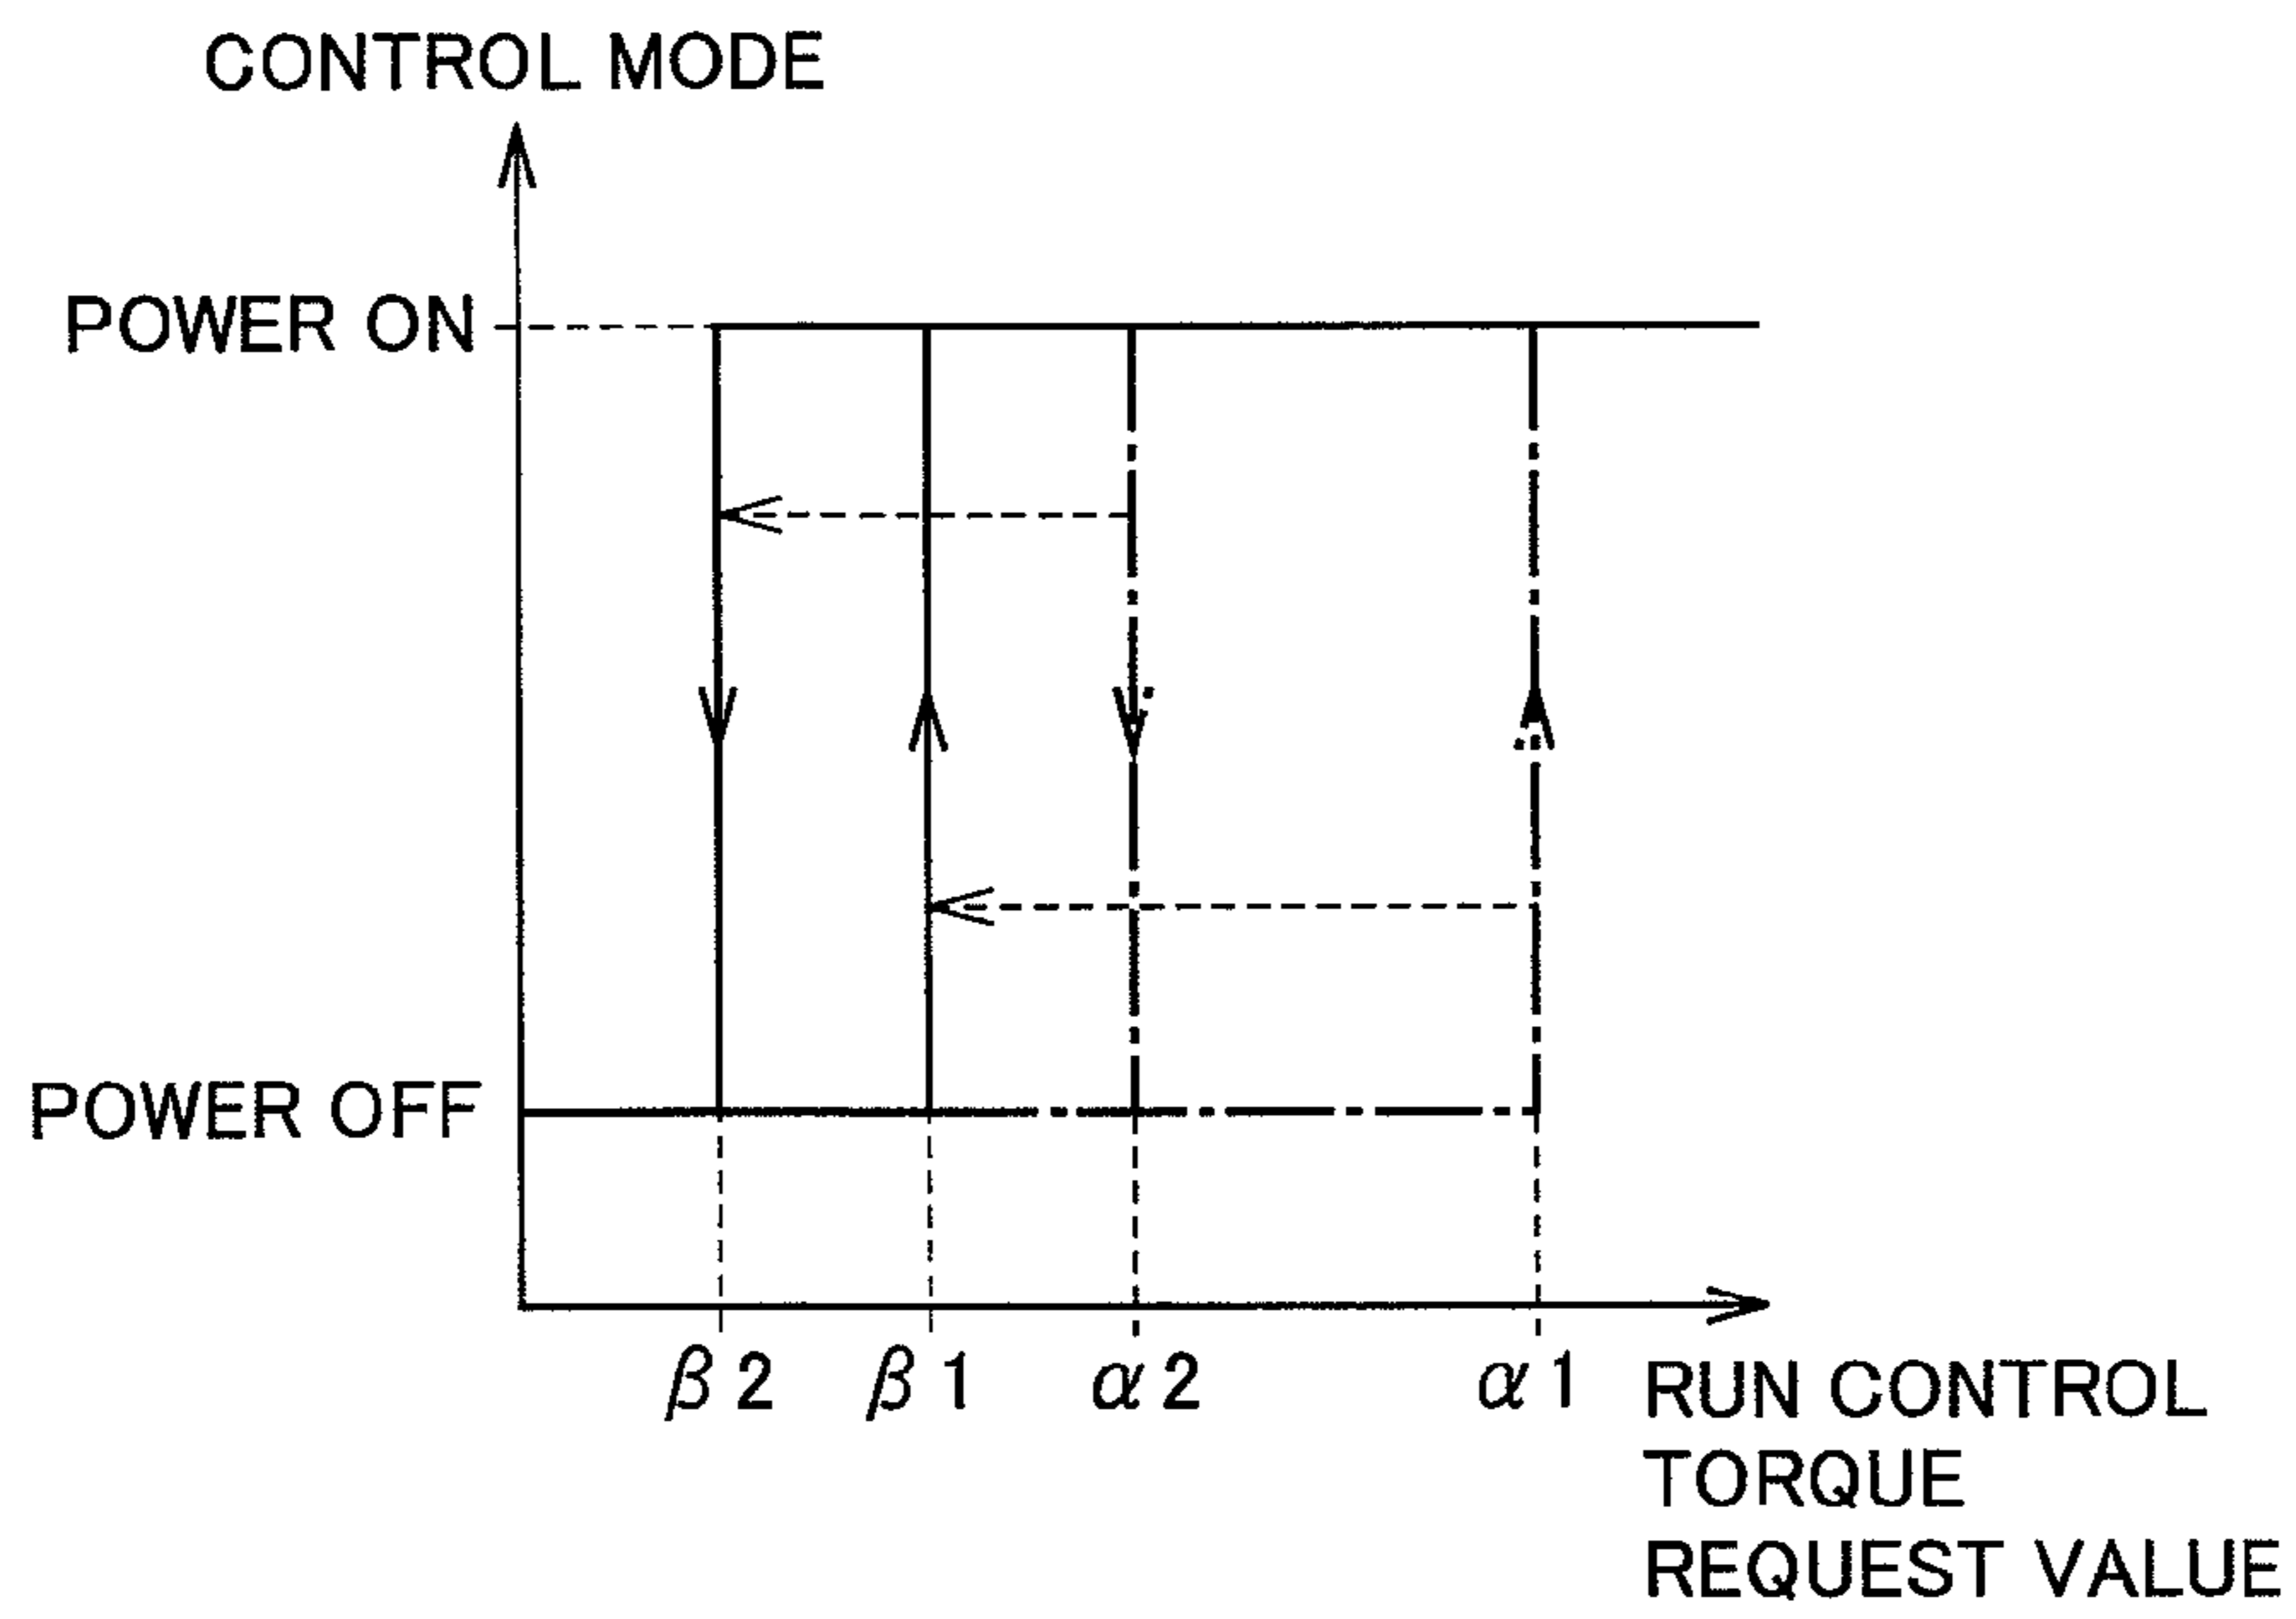 CONTROL MODE
POWER ON
POWER OFF
β2 β1 α2 α1
RUN CONTROL
TORQUE
REQUEST VALUE